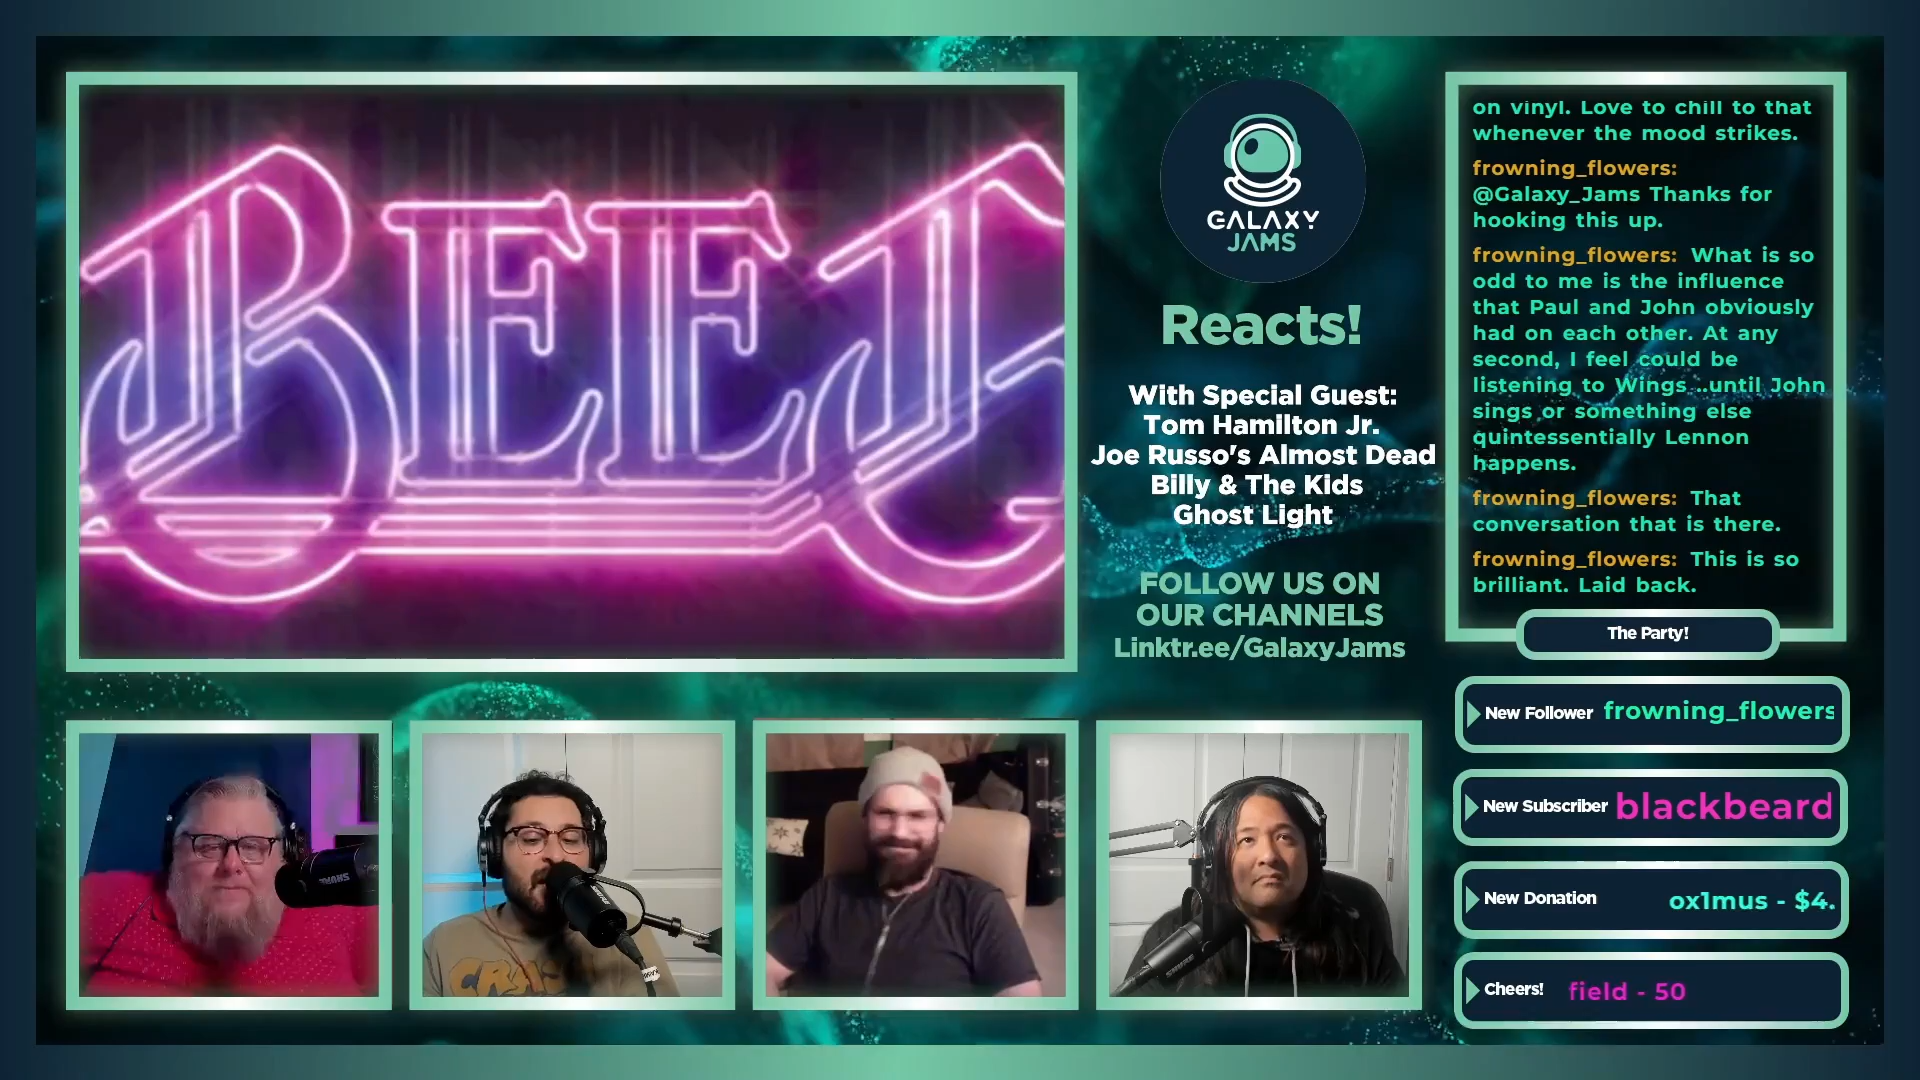 BEEG
GALAXY
JAMS
Reacts!
With Special Guest:
Tom Hamilton Jr.
Joe Russo's Almost Dead
Billy & The Kids
Ghost Light
FOLLOW US ON
OUR CHANNELS
Linktr.ee/GalaxyJams
on vinyl. Love to chill to that
whenever the mood strikes.
frowning_flowers:
@Galaxy_Jams Thanks for
hooking this up.
frowning_flowers: What is so
odd to me is the influence
that Paul and John obviously
had on each other. At any
second, I feel could be
listening to Wings ..until John
sings or something else
quintessentially Lennon
happens.
frowning_flowers: That
conversation that is there.
frowning_flowers: This is so
brilliant. Laid back.
The Party!
New Follower frowning_flowers
New Subscriber blackbeard
New Donation ox1mus - $4.
Cheers! field - 50
SHURE
SHURE